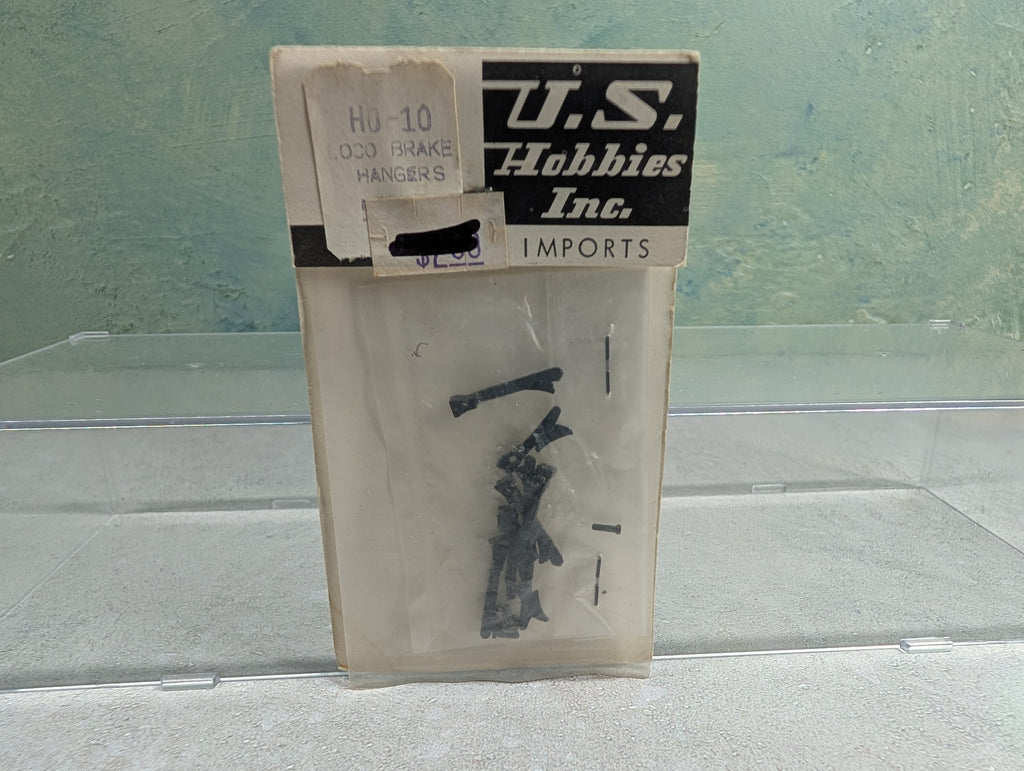 HO-10
LOCO BRAKE
HANGERS
U.S.
Hobbies
Inc.
IMPORTS